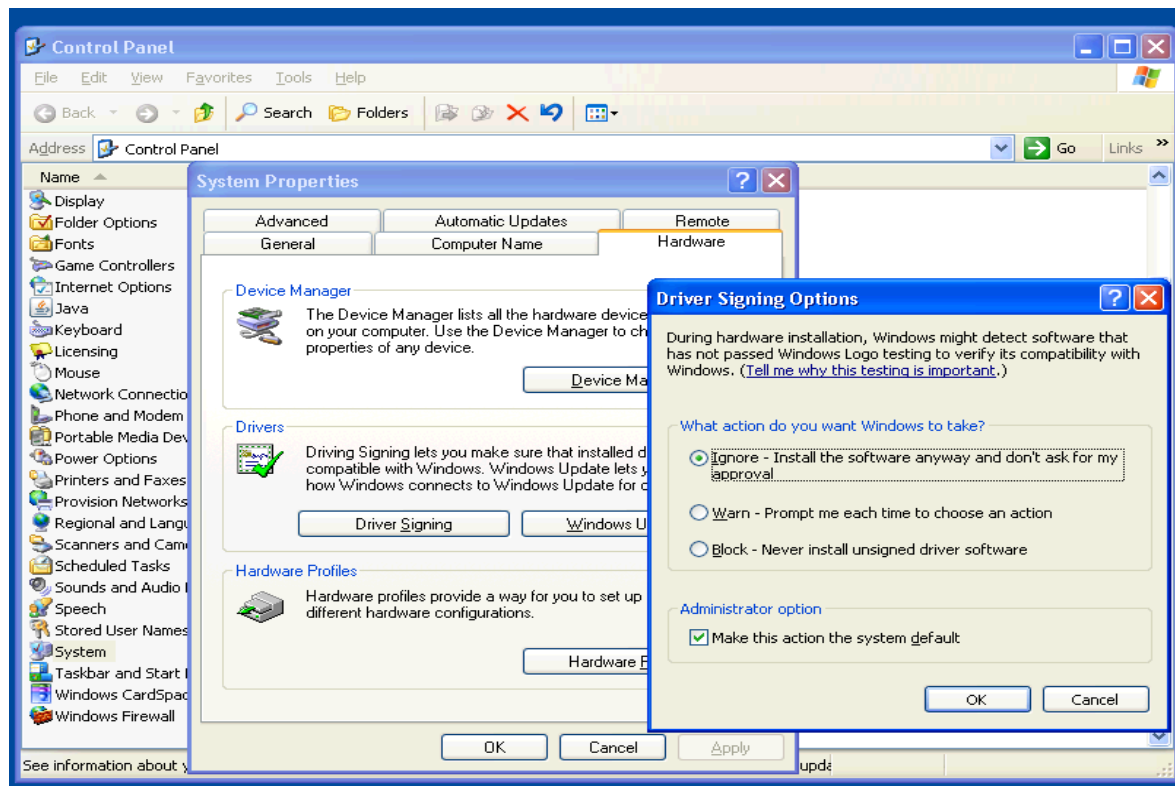 Control Panel
File Edit View Favorites Tools Help
Back Search Folders
Address Control Panel Go Links »
Name
Display
Folder Options
Fonts
Game Controllers
Internet Options
Java
Keyboard
Licensing
Mouse
Network Connectio
Phone and Modem
Portable Media Dev
Power Options
Printers and Faxes
Provision Networks
Regional and Langu
Scanners and Cam
Scheduled Tasks
Sounds and Audio
Speech
Stored User Names
System
Taskbar and Start
Windows CardSpac
Windows Firewall
See information about y
upda
System Properties
Advanced Automatic Updates Remote
General Computer Name Hardware
Device Manager
The Device Manager lists all the hardware device
on your computer. Use the Device Manager to ch
properties of any device.
Device Ma
Drivers
Driving Signing lets you make sure that installed d
compatible with Windows. Windows Update lets y
how Windows connects to Windows Update for d
Driver Signing Windows U
Hardware Profiles
Hardware profiles provide a way for you to set up
different hardware configurations.
Hardware P
OK Cancel Apply
Driver Signing Options
During hardware installation, Windows might detect software that
has not passed Windows Logo testing to verify its compatibility with
Windows. (Tell me why this testing is important.)
What action do you want Windows to take?
Ignore - Install the software anyway and don't ask for my
approval
Warn - Prompt me each time to choose an action
Block - Never install unsigned driver software
Administrator option
Make this action the system default
OK Cancel